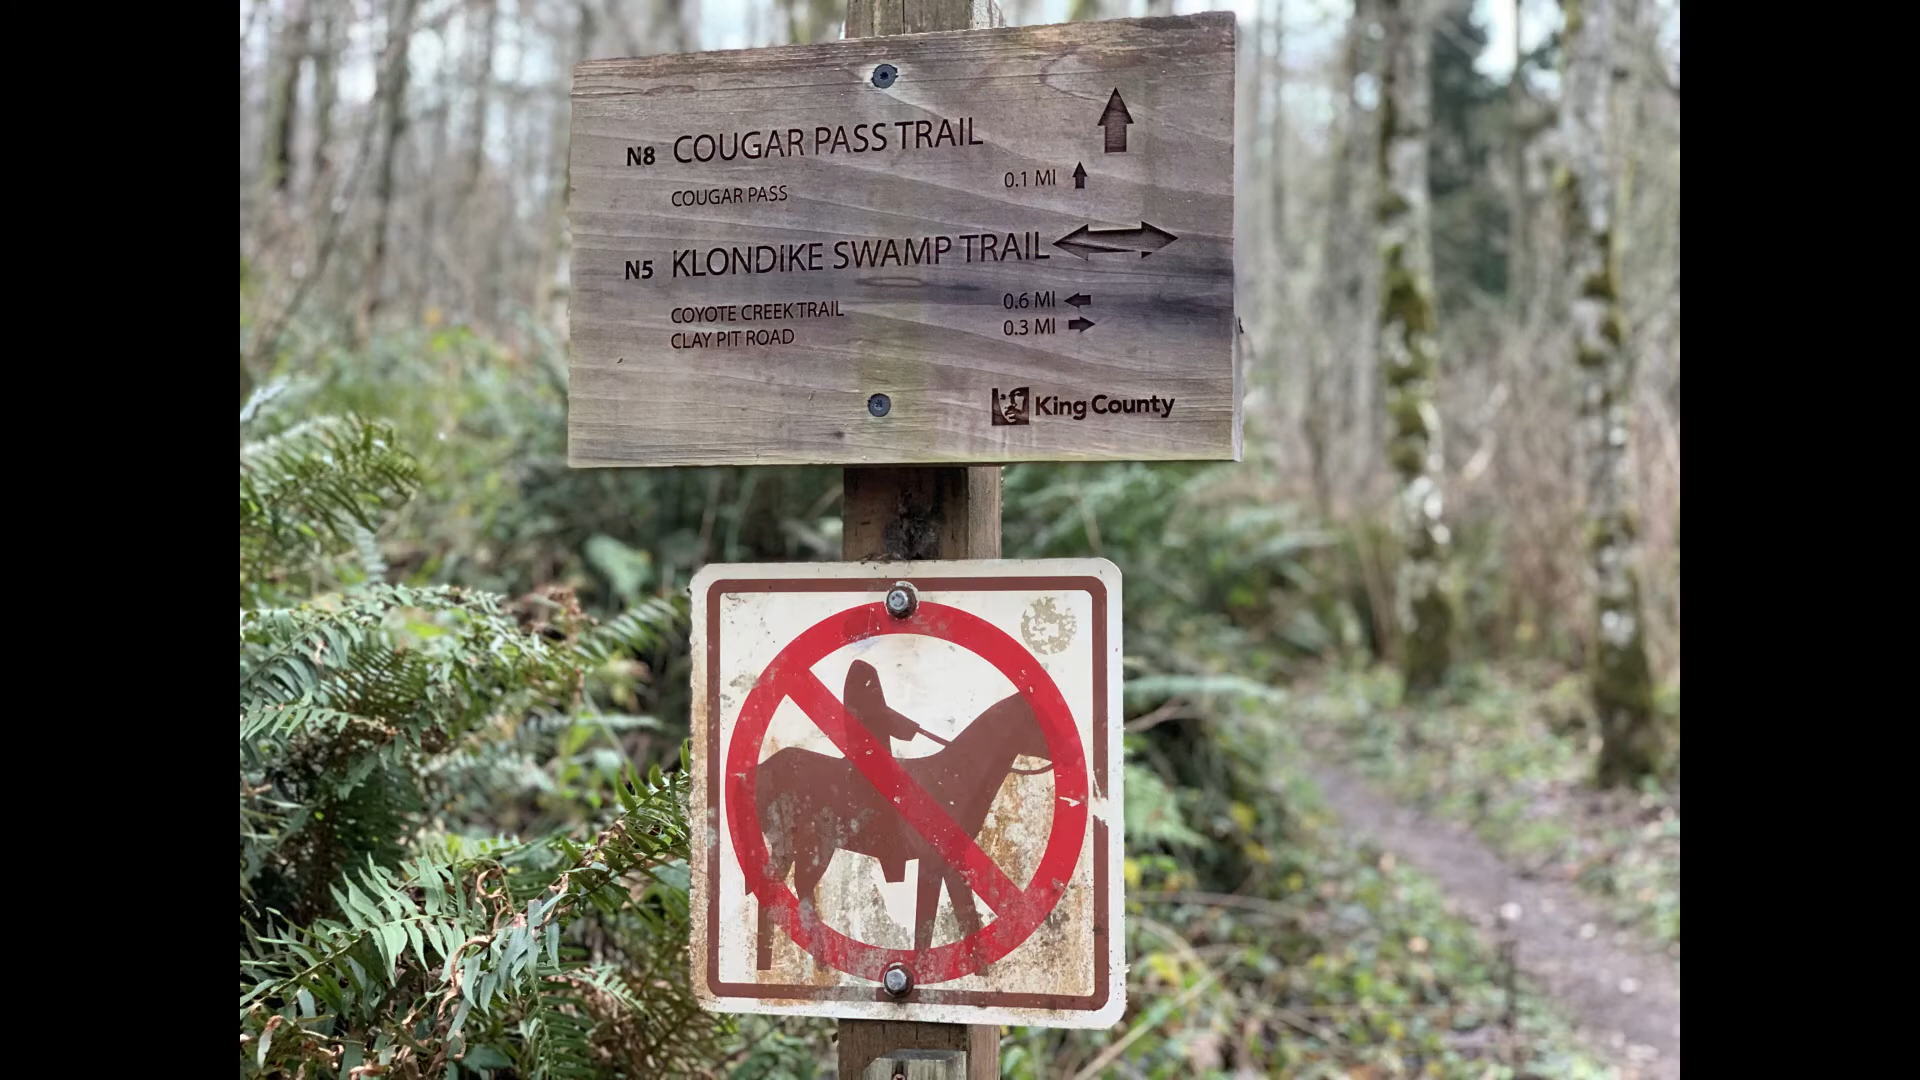 N8 COUGAR PASS TRAIL
COUGAR PASS 0.1 MI
N5 KLONDIKE SWAMP TRAIL
COYOTE CREEK TRAIL 0.6 MI
CLAY PIT ROAD 0.3 MI
King County